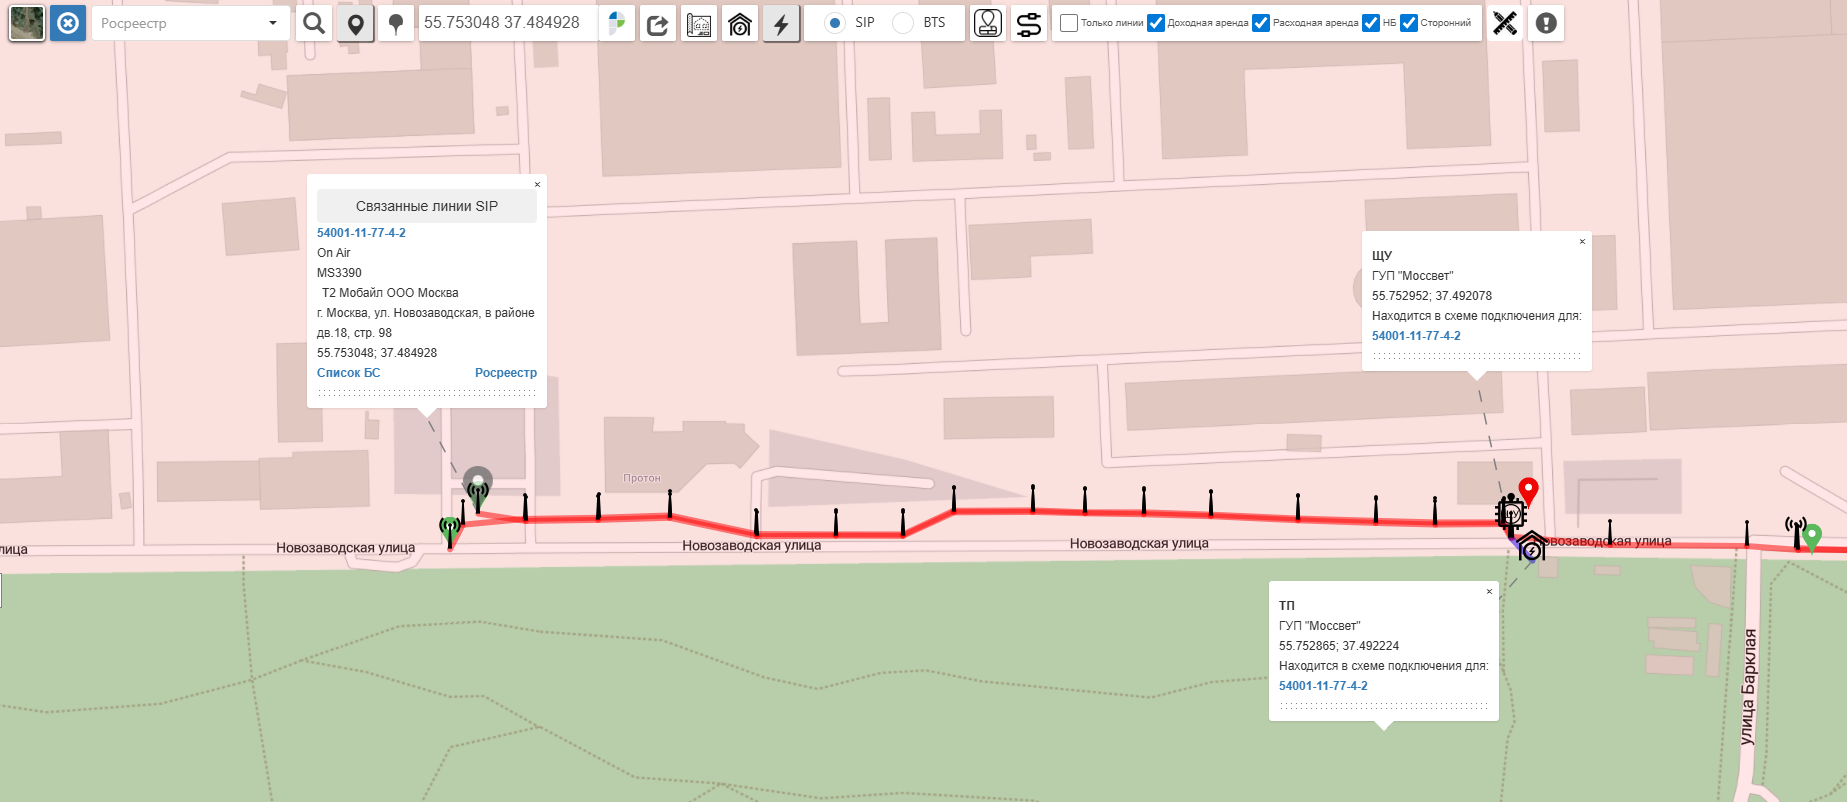 Росреестр
55.753048 37.484928
SIP
BTS
Только линии
Доходная аренда
Расходная аренда
НБ
Сторонний
×
Связанные линии SIP
54001-11-77-4-2
On Air
MS3390
Т2 Мобайл ООО Москва
г. Москва, ул. Новозаводская, в районе
дв.18, стр. 98
55.753048; 37.484928
Список БС Росреестр
×
ЩУ
ГУП "Моссвет"
55.752952; 37.492078
Находится в схеме подключения для:
54001-11-77-4-2
Протон
лица
Новозаводская улица
Новозаводская улица
Новозаводская улица
овозаводская улица
×
ТП
ГУП "Моссвет"
55.752865; 37.492224
Находится в схеме подключения для:
54001-11-77-4-2
улица Барклая